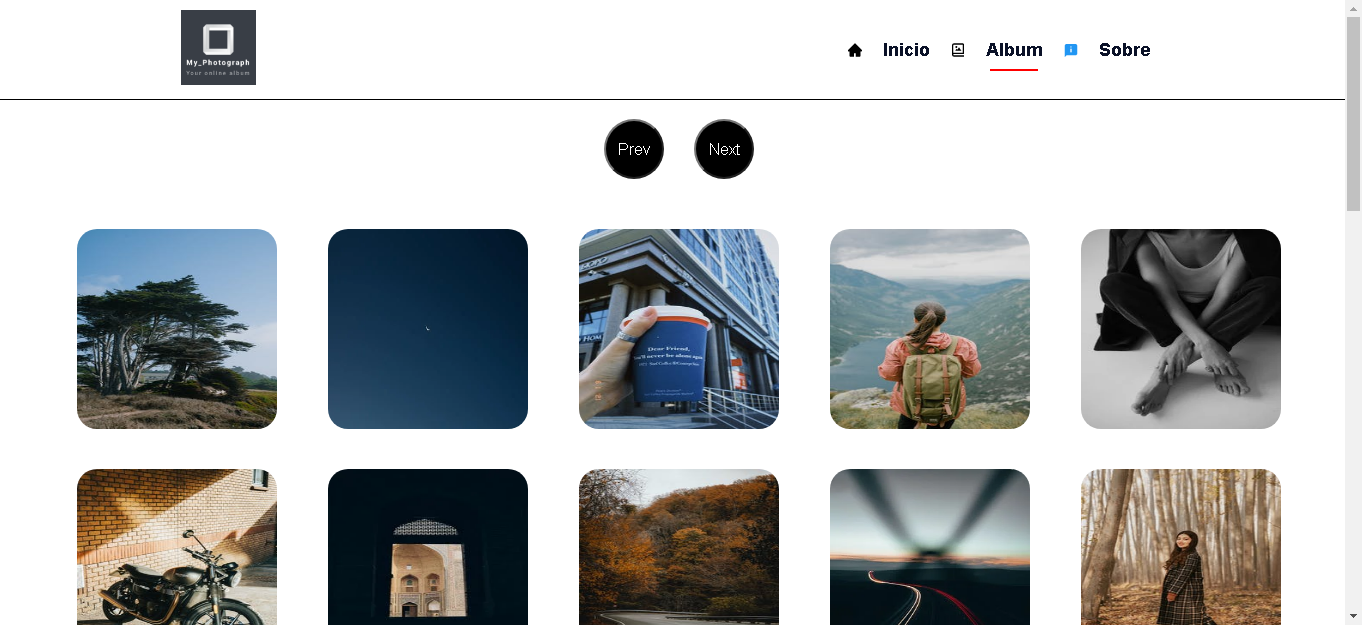 My_Photograph
Your online album
Inicio
Album
Sobre
Prev
Next
Dear Friend,
You'll never be alone again